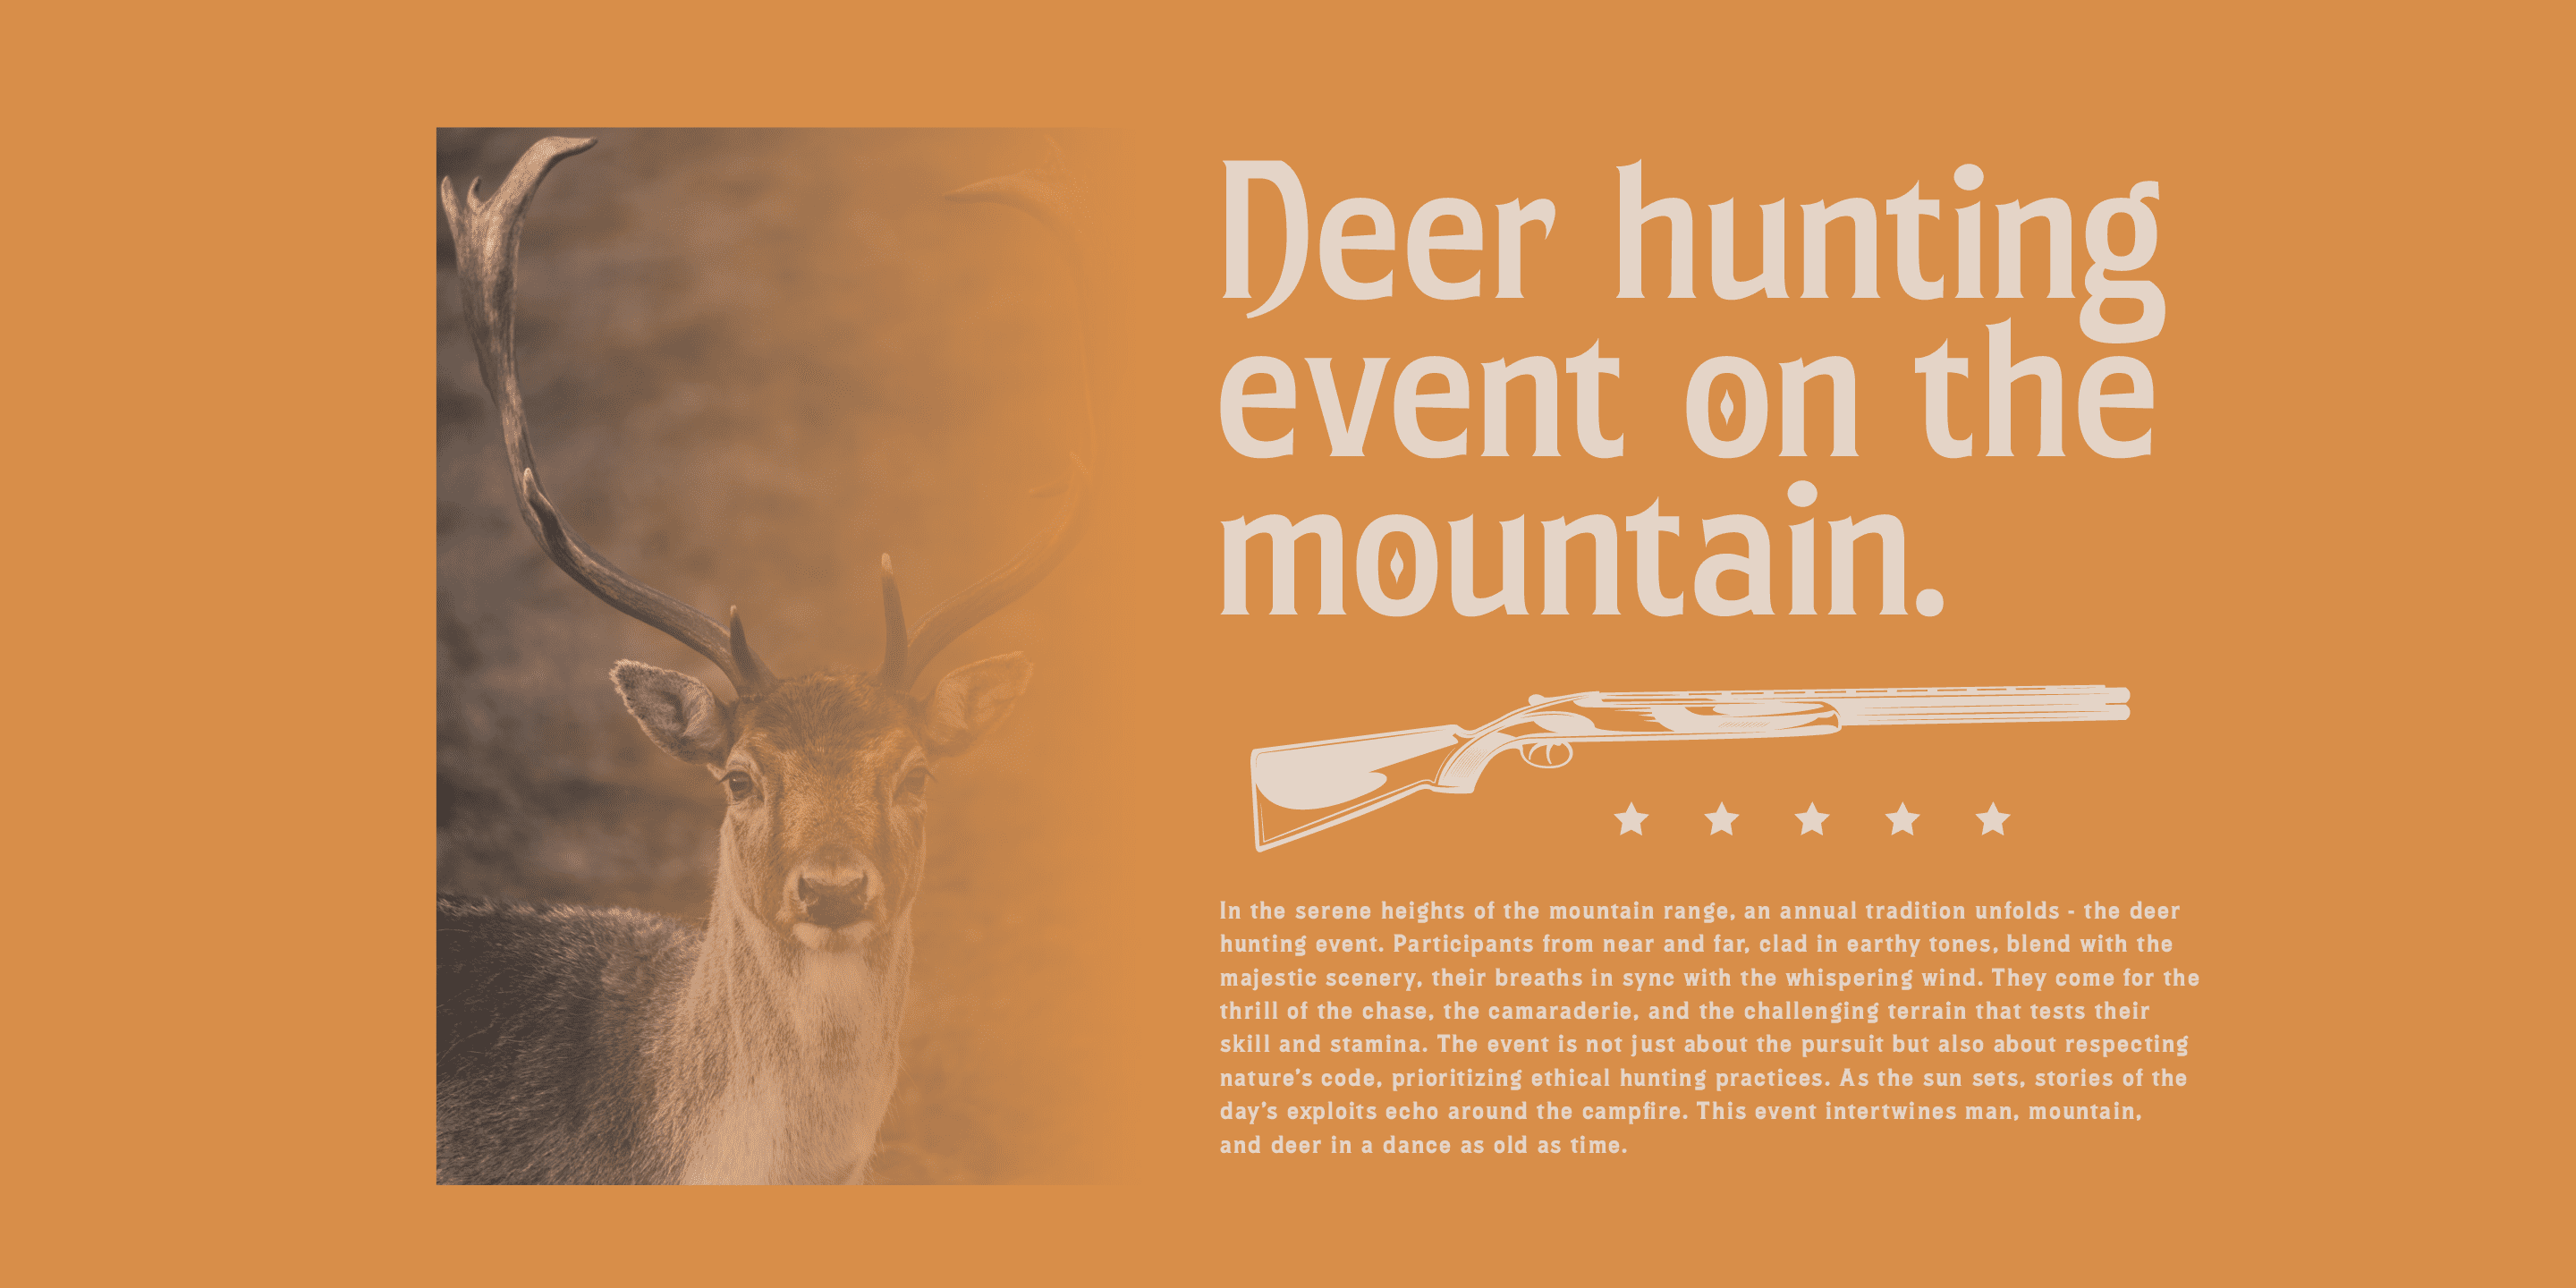 Deer hunting
event on the
mountain.
In the serene heights of the mountain range, an annual tradition unfolds - the deer
hunting event. Participants from near and far, clad in earthy tones, blend with the
majestic scenery, their breaths in sync with the whispering wind. They come for the
thrill of the chase, the camaraderie, and the challenging terrain that tests their
skill and stamina. The event is not just about the pursuit but also about respecting
nature’s code, prioritizing ethical hunting practices. As the sun sets, stories of the
day’s exploits echo around the campfire. This event intertwines man, mountain,
and deer in a dance as old as time.